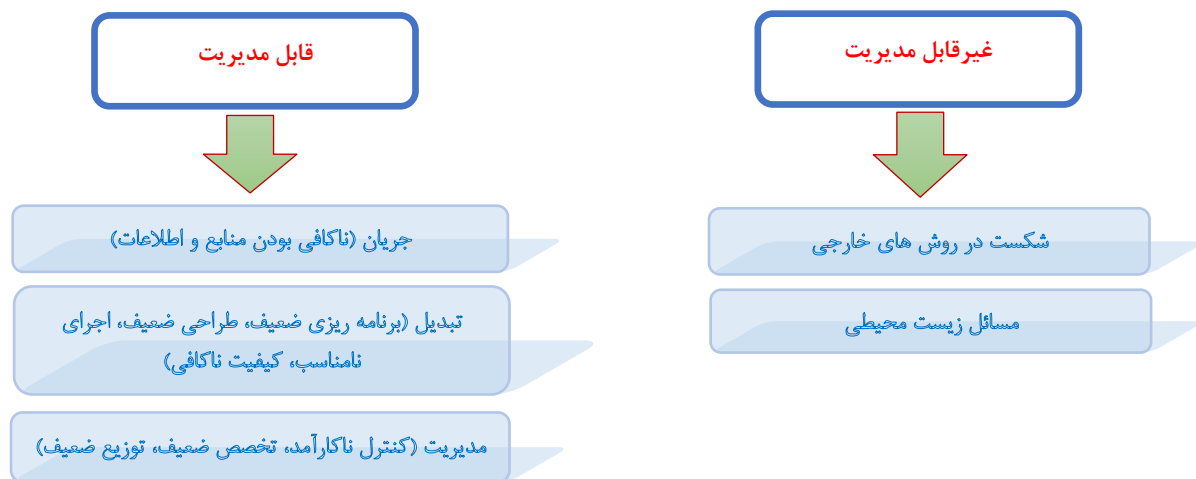 غیرقابل مدیریت
شکست در روش های خارجی
مسائل زیست محیطی
قابل مدیریت
جریان (ناکافی بودن منابع و اطلاعات)
تبدیل (برنامه ریزی ضعیف، طراحی ضعیف، اجرای
نامناسب، کیفیت ناکافی)
مدیریت (کنترل ناکارآمد، تخصص ضعیف، توزیع ضعیف)